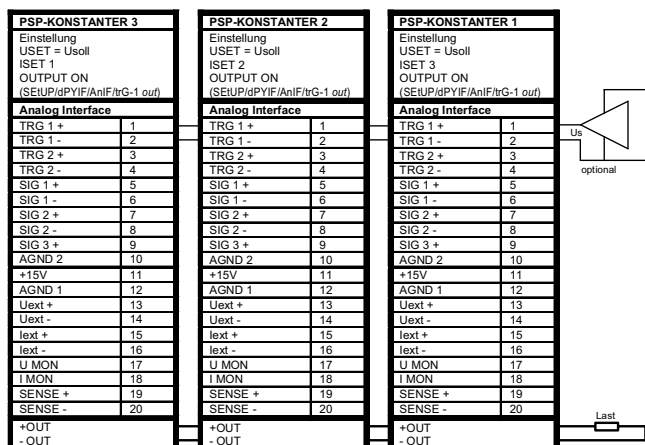 PSP-KONSTANTER 3
Einstellung
USET = Usoll
ISET 1
OUTPUT ON
(SEtUP/dPYIF/AnIF/trG-1 out)
Analog Interface
TRG 1 + 1
TRG 1 - 2
TRG 2 + 3
TRG 2 - 4
SIG 1 + 5
SIG 1 - 6
SIG 2 + 7
SIG 2 - 8
SIG 3 + 9
AGND 2 10
+15V 11
AGND 1 12
Uext + 13
Uext - 14
Iext + 15
Iext - 16
U MON 17
I MON 18
SENSE + 19
SENSE - 20
+OUT
- OUT
PSP-KONSTANTER 2
Einstellung
USET = Usoll
ISET 2
OUTPUT ON
(SEtUP/dPYIF/AnIF/trG-1 out)
Analog Interface
TRG 1 + 1
TRG 1 - 2
TRG 2 + 3
TRG 2 - 4
SIG 1 + 5
SIG 1 - 6
SIG 2 + 7
SIG 2 - 8
SIG 3 + 9
AGND 2 10
+15V 11
AGND 1 12
Uext + 13
Uext - 14
Iext + 15
Iext - 16
U MON 17
I MON 18
SENSE + 19
SENSE - 20
+OUT
- OUT
PSP-KONSTANTER 1
Einstellung
USET = Usoll
ISET 3
OUTPUT ON
(SEtUP/dPYIF/AnIF/trG-1 out)
Analog Interface
TRG 1 + 1
TRG 1 - 2
TRG 2 + 3
TRG 2 - 4
SIG 1 + 5
SIG 1 - 6
SIG 2 + 7
SIG 2 - 8
SIG 3 + 9
AGND 2 10
+15V 11
AGND 1 12
Uext + 13
Uext - 14
Iext + 15
Iext - 16
U MON 17
I MON 18
SENSE + 19
SENSE - 20
+OUT
- OUT
Us
optional
Last